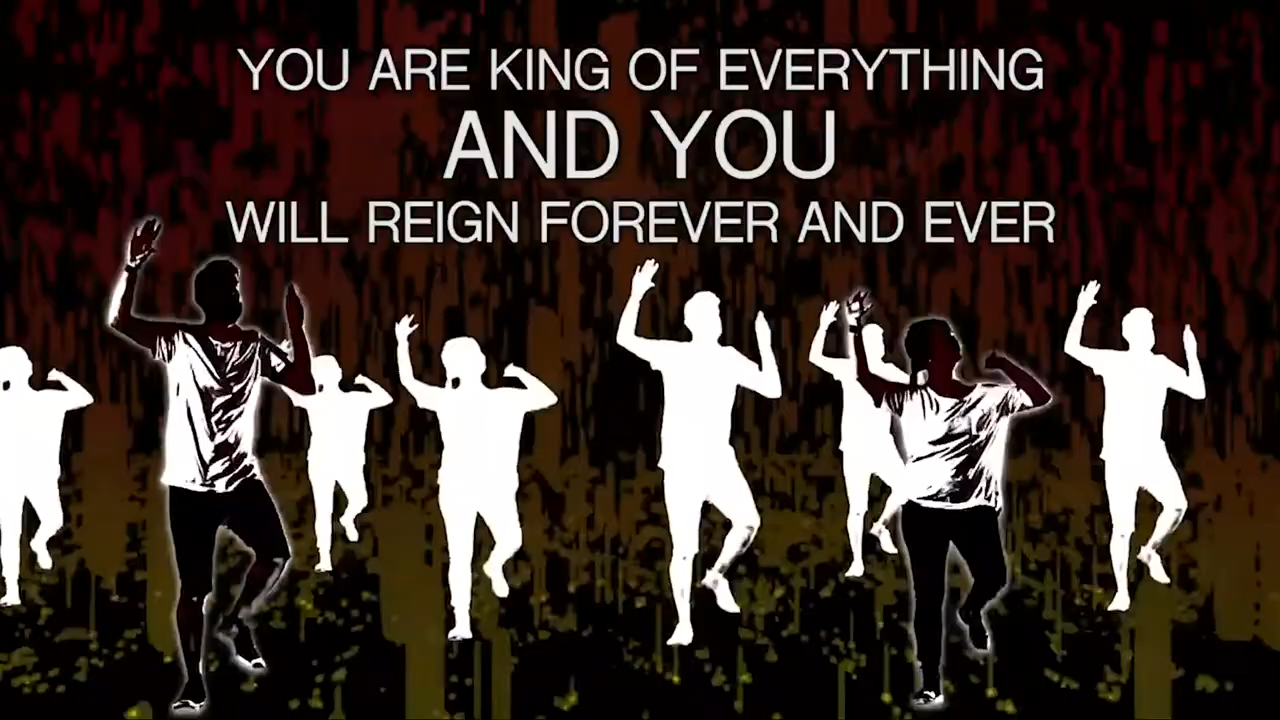 YOU ARE KING OF EVERYTHING
AND YOU
WILL REIGN FOREVER AND EVER